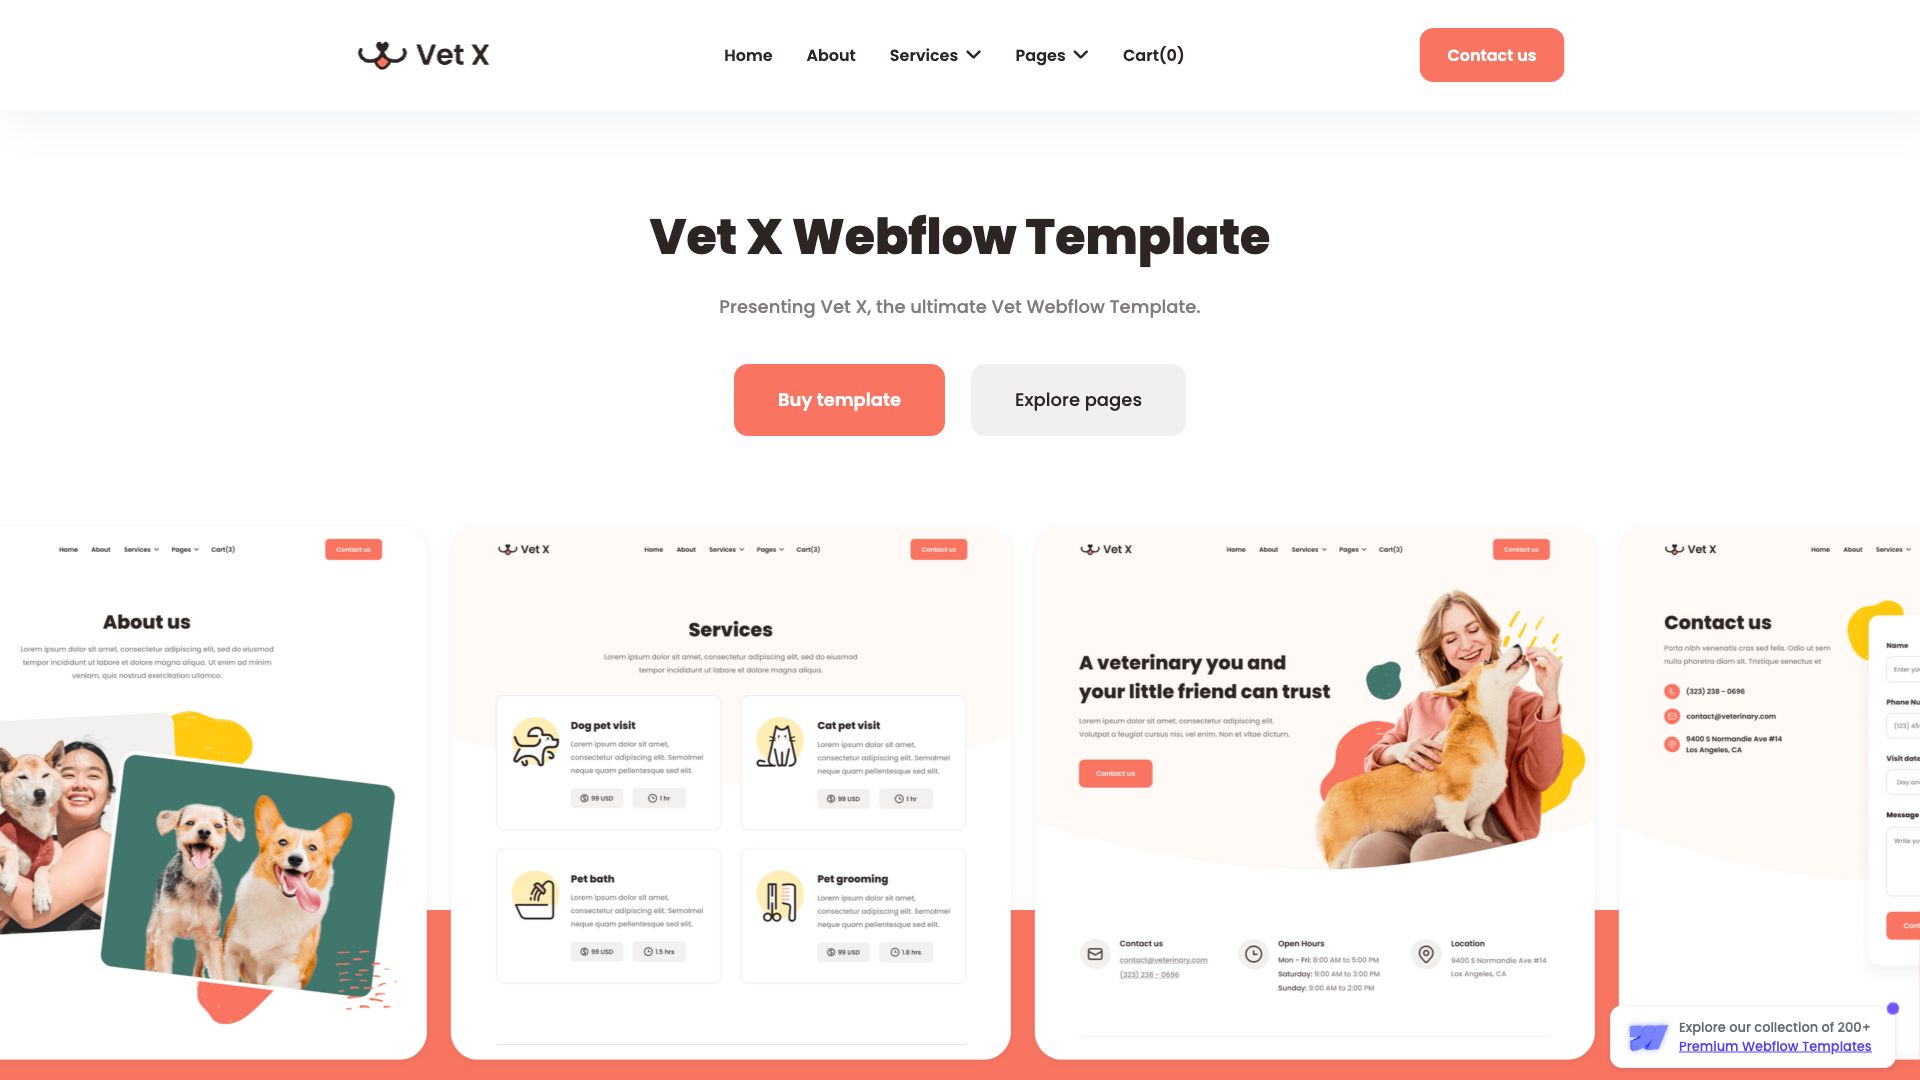 Vet X
Home About Services Pages Cart(0)
Contact us
Vet X Webflow Template
Presenting Vet X, the ultimate Vet Webflow Template.
Buy template
Explore pages
Home About Services Pages Cart(3)
Contact us
About us
Lorem ipsum dolor sit amet, consectetur adipiscing elit, sed do eiusmod
tempor incididunt ut labore et dolore magna aliqua. Ut enim ad minim
veniam, quis nostrud exercitation ullamco.
Vet X
Home About Services Pages Cart(3)
Contact us
Services
Lorem ipsum dolor sit amet, consectetur adipiscing elit, sed do eiusmod
tempor incididunt ut labore et dolore magna aliqua.
Dog pet visit
Lorem ipsum dolor sit amet,
consectetur adipiscing elit. Semolmel
neque quam pellentesque sed elit.
99 USD
1 hr
Cat pet visit
Lorem ipsum dolor sit amet,
consectetur adipiscing elit. Semolmel
neque quam pellentesque sed elit.
99 USD
1 hr
Pet bath
Lorem ipsum dolor sit amet,
consectetur adipiscing elit. Semolmel
neque quam pellentesque sed elit.
99 USD
1.5 hrs
Pet grooming
Lorem ipsum dolor sit amet,
consectetur adipiscing elit. Semolmel
neque quam pellentesque sed elit.
99 USD
1.8 hrs
Vet X
Home About Services Pages Cart(3)
Contact us
A veterinary you and
your little friend can trust
Lorem ipsum dolor sit amet, consectetur adipiscing elit.
Volutpat a feugiat cursus nisi, vel enim. Non et vitae dictum.
Contact us
Contact us
contact@veterinary.com
(323) 238 - 0696
Open Hours
Mon - Fri: 8:00 AM to 5:00 PM
Saturday: 9:00 AM to 3:00 PM
Sunday: 9:00 AM to 2:00 PM
Location
9400 S Normandie Ave #14
Los Angeles, CA
Vet X
Home About Services
Contact us
Porta nibh venenatis cras sed felis. Odio ut sem
nulla pharetra diam sit. Tristique senectus et
(323) 238 - 0696
contact@veterinary.com
9400 S Normandie Ave #14
Los Angeles, CA
Name
Enter you
Phone Nu
(123) 45
Visit date
Day an
Message
Write yo
Cont
Explore our collection of 200+
Premium Webflow Templates